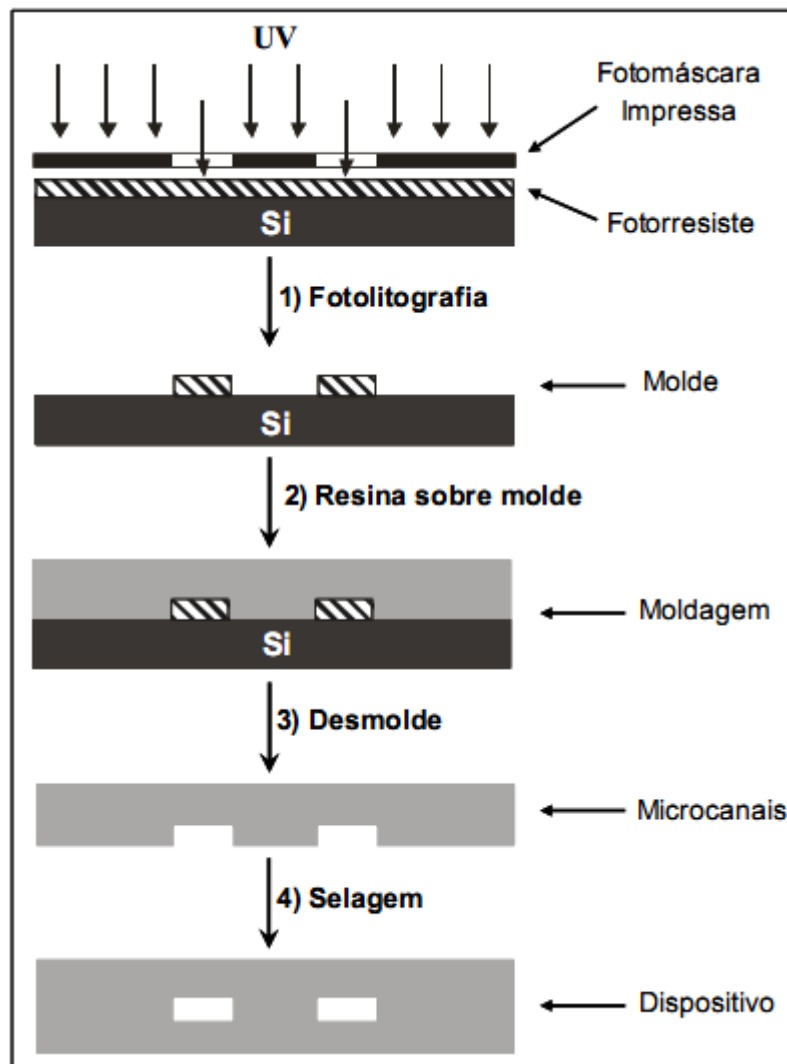 UV
Fotomáscara
Impressa
Fotorresiste
Si
1) Fotolitografia
Molde
Si
2) Resina sobre molde
Moldagem
Si
3) Desmolde
Microcanais
4) Selagem
Dispositivo